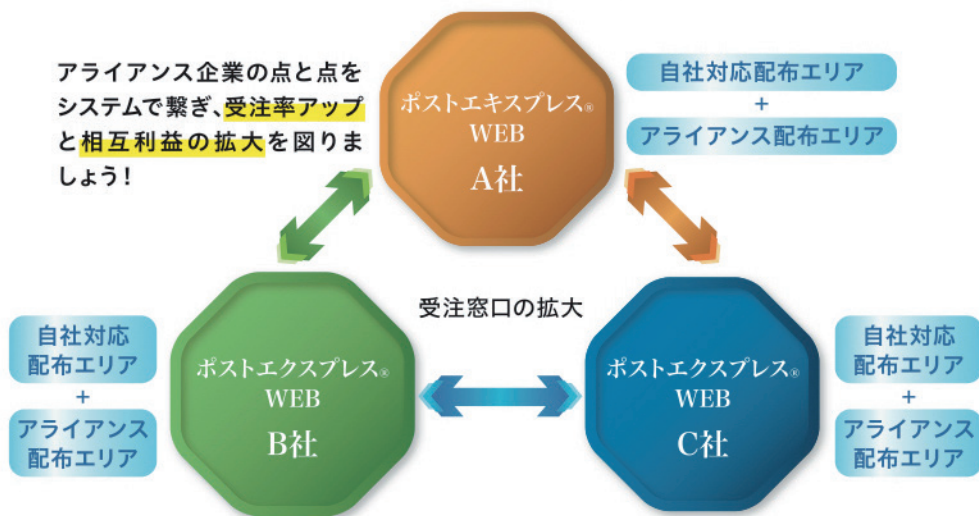 アライアンス企業の点と点を
システムで繋ぎ、受注率アップ
と相互利益の拡大を図りま
しょう！
ポストエキスプレス®
WEB
A社
自社対応配布エリア
+
アライアンス配布エリア
受注窓口の拡大
自社対応
配布エリア
+
アライアンス
配布エリア
ポストエクスプレス®
WEB
B社
ポストエクスプレス®
WEB
C社
自社対応
配布エリア
+
アライアンス
配布エリア